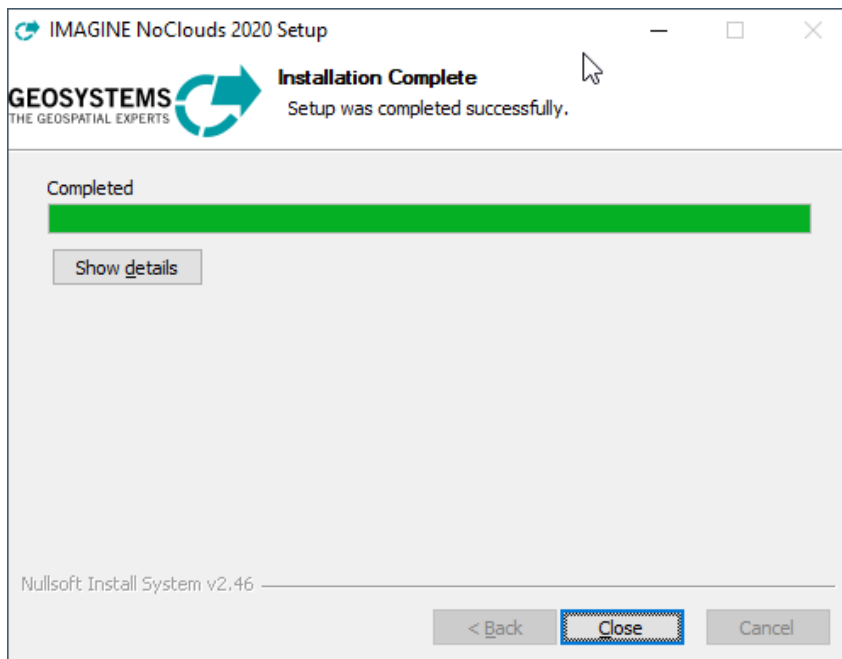 IMAGINE NoClouds 2020 Setup
GEOSYSTEMS
THE GEOSPATIAL EXPERTS
Installation Complete
Setup was completed successfully.
Completed
Show details
Nullsoft Install System v2.46
< Back
Close
Cancel